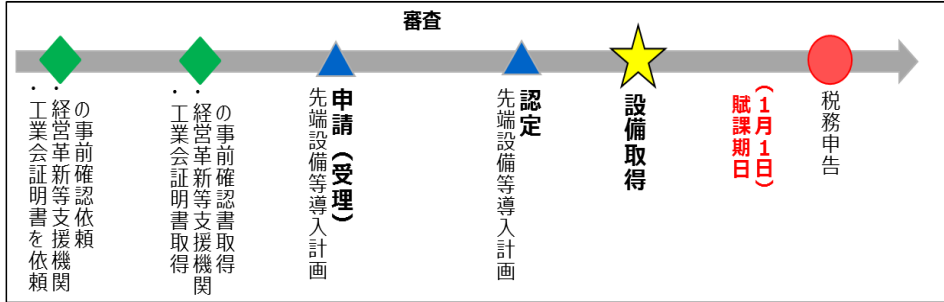 審査
・工業会証明書を依頼
・経営革新等支援機関
の事前確認依頼
・工業会証明書取得
・経営革新等支援機関
の事前確認書取得
先端設備等導入計画
申請（受理）
先端設備等導入計画
認定
設備取得
賦課期日
（1月1日）
税務申告